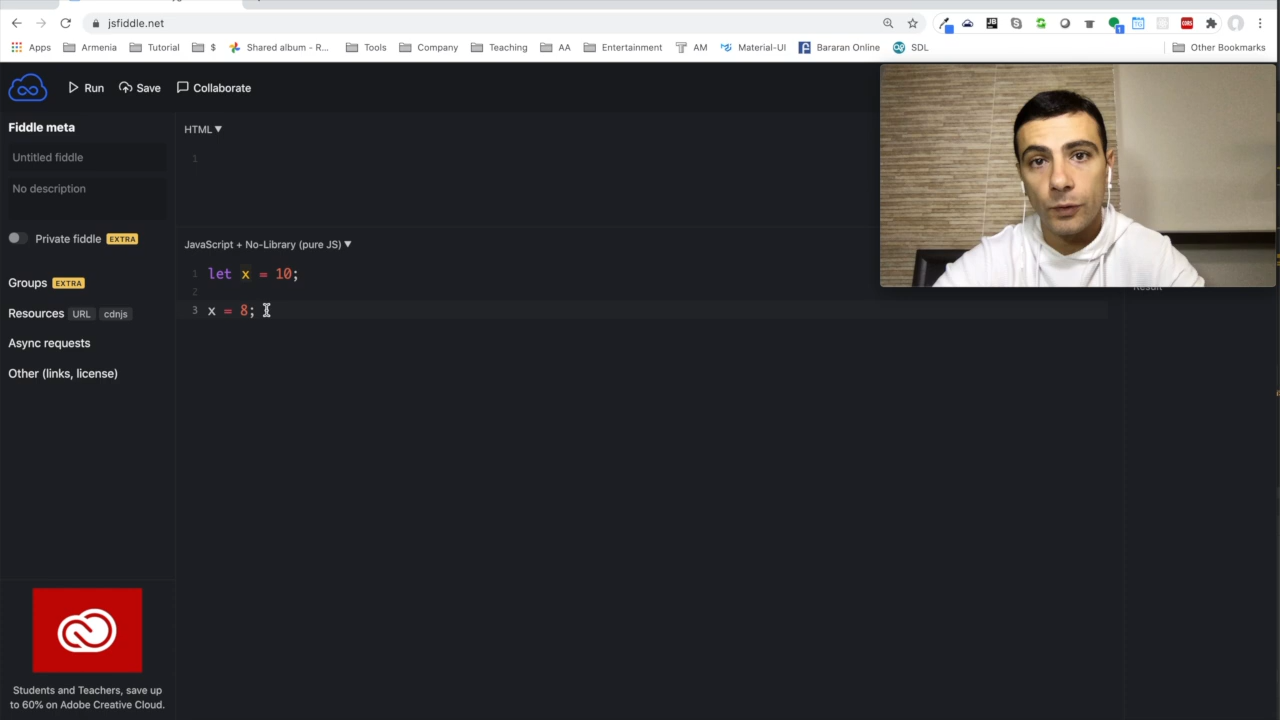 jsfiddle.net
Apps Armenia Tutorial $ Shared album - R... Tools Company Teaching AA Entertainment AM Material-UI Bararan Online SDL Other Bookmarks
Run Save Collaborate
Fiddle meta
Untitled fiddle
No description
Private fiddle EXTRA
Groups EXTRA
Resources URL cdnjs
Async requests
Other (links, license)
Students and Teachers, save up
to 60% on Adobe Creative Cloud.
HTML ▼
1
JavaScript + No-Library (pure JS) ▼
1 let x = 10;
2
3 x = 8;